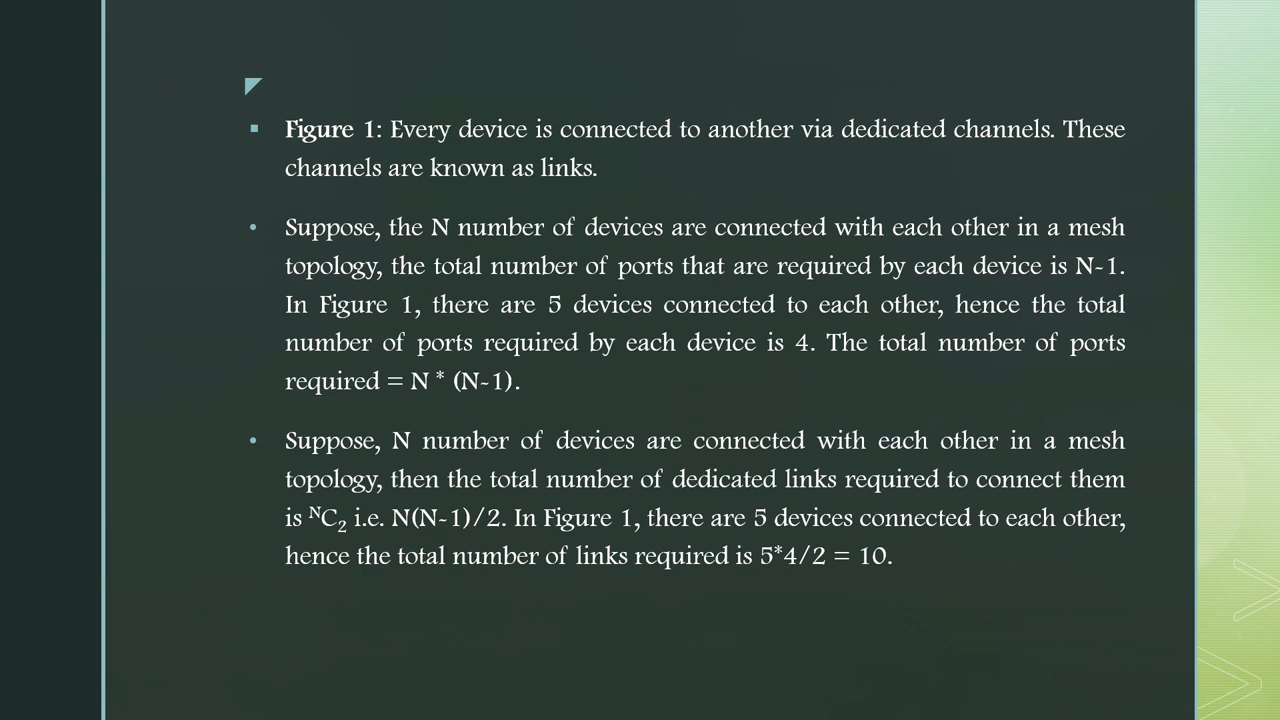 Figure 1: Every device is connected to another via dedicated channels. These
channels are known as links.
Suppose, the N number of devices are connected with each other in a mesh
topology, the total number of ports that are required by each device is N-1.
In Figure 1, there are 5 devices connected to each other, hence the total
number of ports required by each device is 4. The total number of ports
required = N * (N-1).
Suppose, N number of devices are connected with each other in a mesh
topology, then the total number of dedicated links required to connect them
is ᴺC₂ i.e. N(N-1)/2. In Figure 1, there are 5 devices connected to each other,
hence the total number of links required is 5*4/2 = 10.